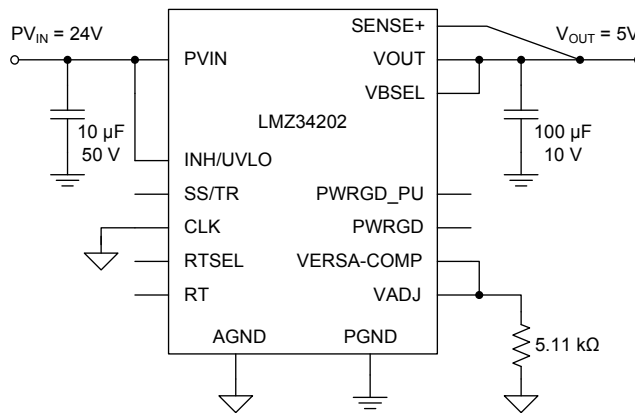 SENSE+
PV_IN = 24V
V_OUT = 5V
PVIN
VOUT
VBSEL
LMZ34202
10 µF
50 V
100 µF
10 V
INH/UVLO
SS/TR
PWRGD_PU
CLK
PWRGD
RTSEL
VERSA-COMP
RT
VADJ
AGND
PGND
5.11 kΩ